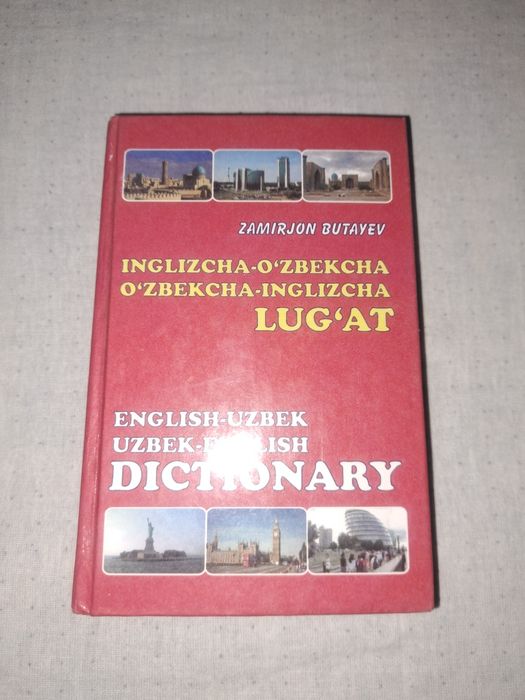 ZAMIRJON BUTAYEV
INGLIZCHA-O‘ZBEKCHA
O‘ZBEKCHA-INGLIZCHA
LUG‘AT
ENGLISH-UZBEK
UZBEK-ENGLISH
DICTIONARY